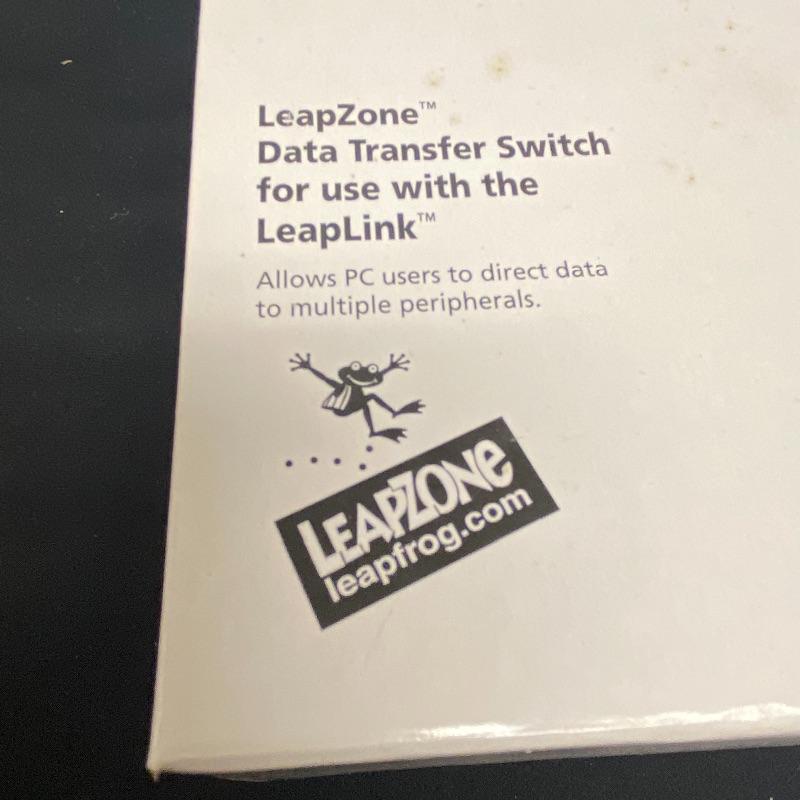 LeapZone™
Data Transfer Switch
for use with the
LeapLink™
Allows PC users to direct data
to multiple peripherals.
LEAPZONE
leapfrog.com